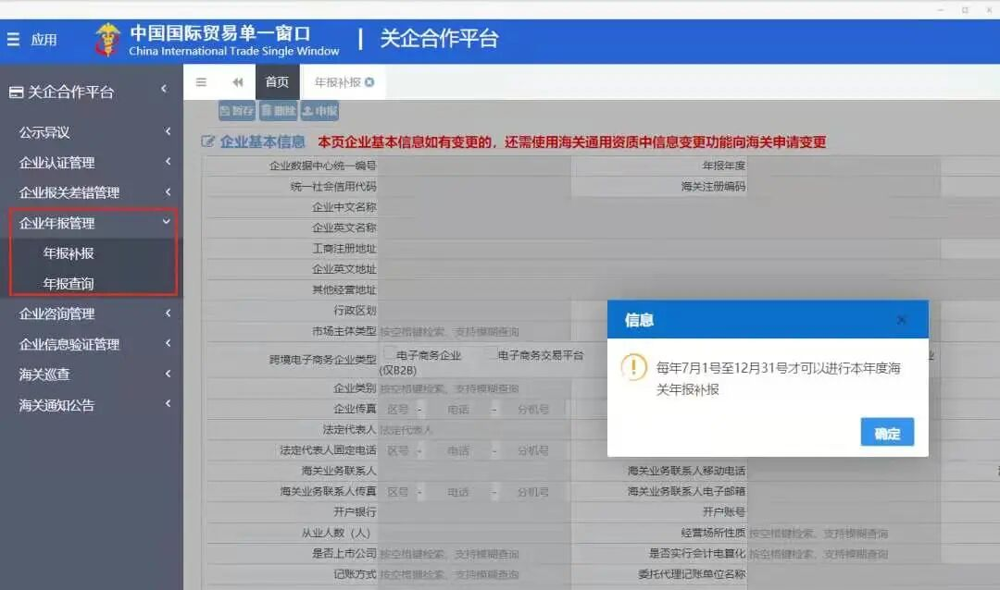 应用
中国国际贸易单一窗口
China International Trade Single Window
关企合作平台
关企合作平台
首页
年报补报
公示异议
企业认证管理
企业报关差错管理
企业年报管理
年报补报
年报查询
企业咨询管理
企业信息验证管理
海关巡查
海关通知公告
暂存 删除 申报
企业基本信息 本页企业基本信息如有变更的，还需使用海关通用资质中信息变更功能向海关申请变更
企业数据中心统一编号 年报年度
统一社会信用代码 海关注册编码
企业中文名称
企业英文名称
工商注册地址
企业英文地址
其他经营地址
行政区划
市场主体类型 按空格键检索、支持模糊查询
跨境电子商务企业类型 电子商务企业 电子商务交易平台
(仅B2B) 业
企业类别 按空格键检索、支持模糊查询
企业传真 区号 - 电话 - 分机号
法定代表人 法定代表人
法定代表人固定电话 区号 - 电话 - 分机号
海关业务联系人 海关业务联系人移动电话
海关业务联系人传真 区号 - 电话 - 分机号 海关业务联系人电子邮箱
开户银行 开户账号
从业人数（人） 经营场所性质 按空格键检索、支持模糊查询
是否上市公司 按空格键检索、支持模糊查询 是否实行会计电算化 按空格键检索、支持模糊查询
记账方式 按空格键检索、支持模糊查询 委托代理记账单位名称
信息
每年7月1号至12月31号才可以进行本年度海
关年报补报
确定